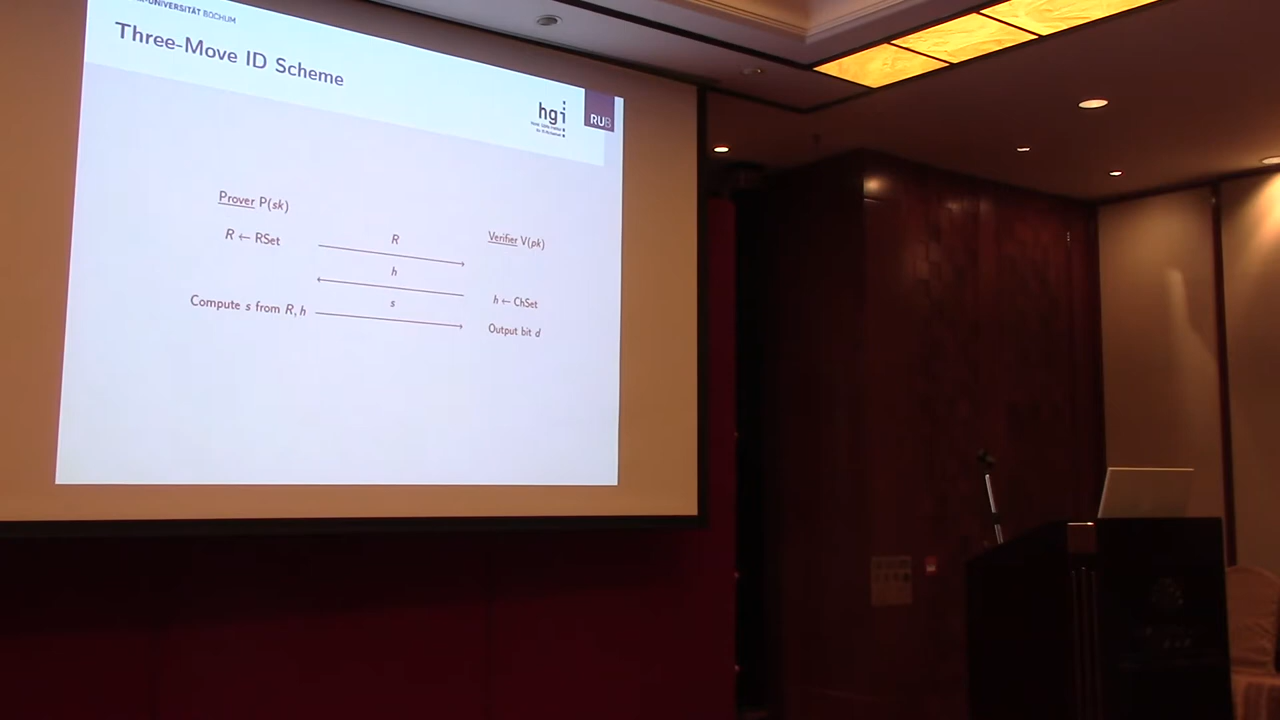 -UNIVERSITÄT BOCHUM
Three-Move ID Scheme
hgi
RUB
Prover P(sk)
R ← RSet
R
Verifier V(pk)
h
h ← ChSet
Compute s from R, h
s
Output bit d